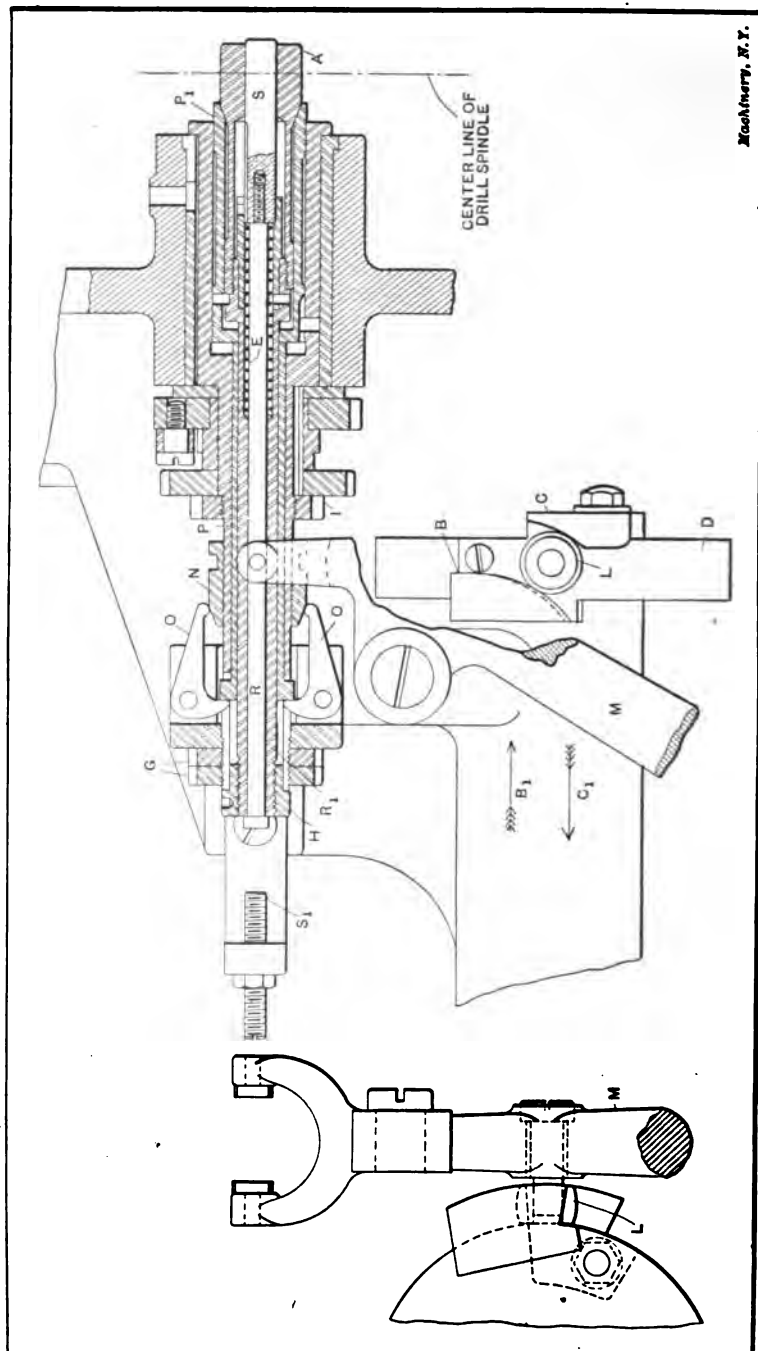 Machinery, N.Y.
A
P1
S
CENTER LINE OF
DRILL SPINDLE
E
I
P
N
O
O
R
G
R1
H
S1
B
C
L
D
M
B1
C1
M
L